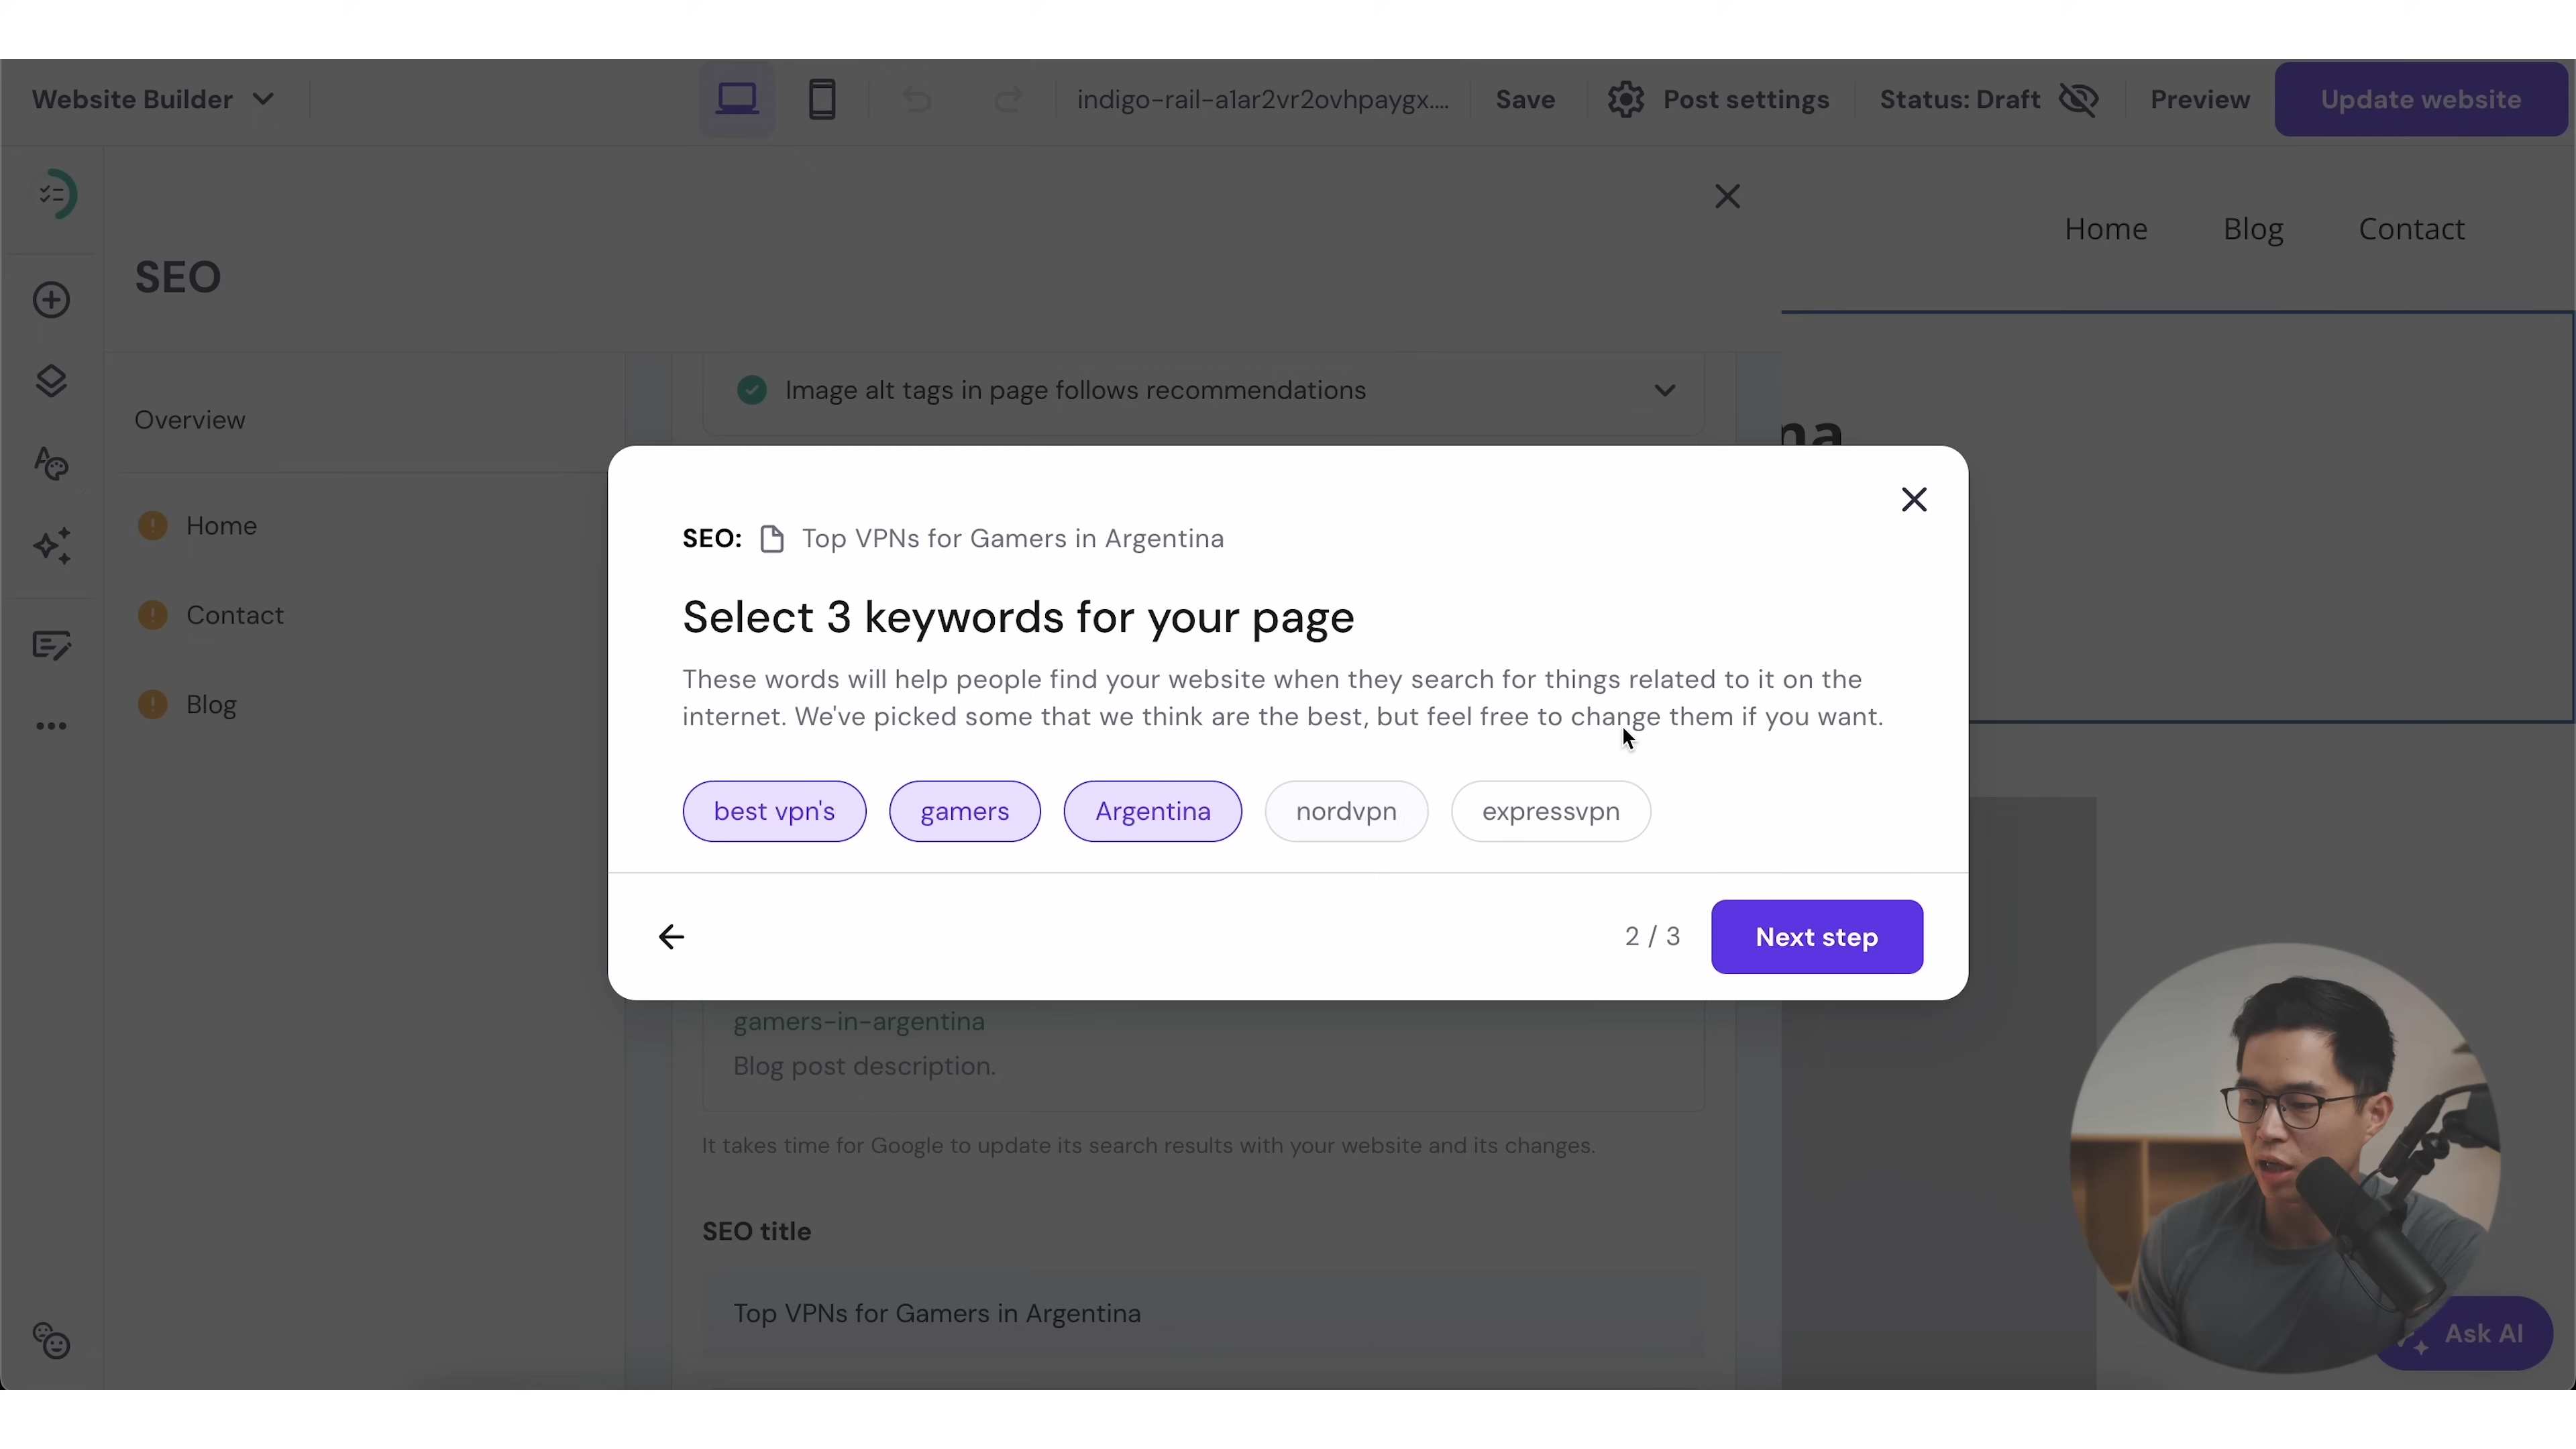 Website Builder
indigo-rail-a1ar2vr2ovhpaygx....
Save
Post settings
Status: Draft
Preview
Update website
Home
Blog
Contact
SEO
Image alt tags in page follows recommendations
Overview
na
Home
Contact
Blog
SEO:
Top VPNs for Gamers in Argentina
Select 3 keywords for your page
These words will help people find your website when they search for things related to it on the
internet. We've picked some that we think are the best, but feel free to change them if you want.
best vpn's
gamers
Argentina
nordvpn
expressvpn
2 / 3
Next step
gamers-in-argentina
Blog post description.
It takes time for Google to update its search results with your website and its changes.
SEO title
Top VPNs for Gamers in Argentina
Ask AI